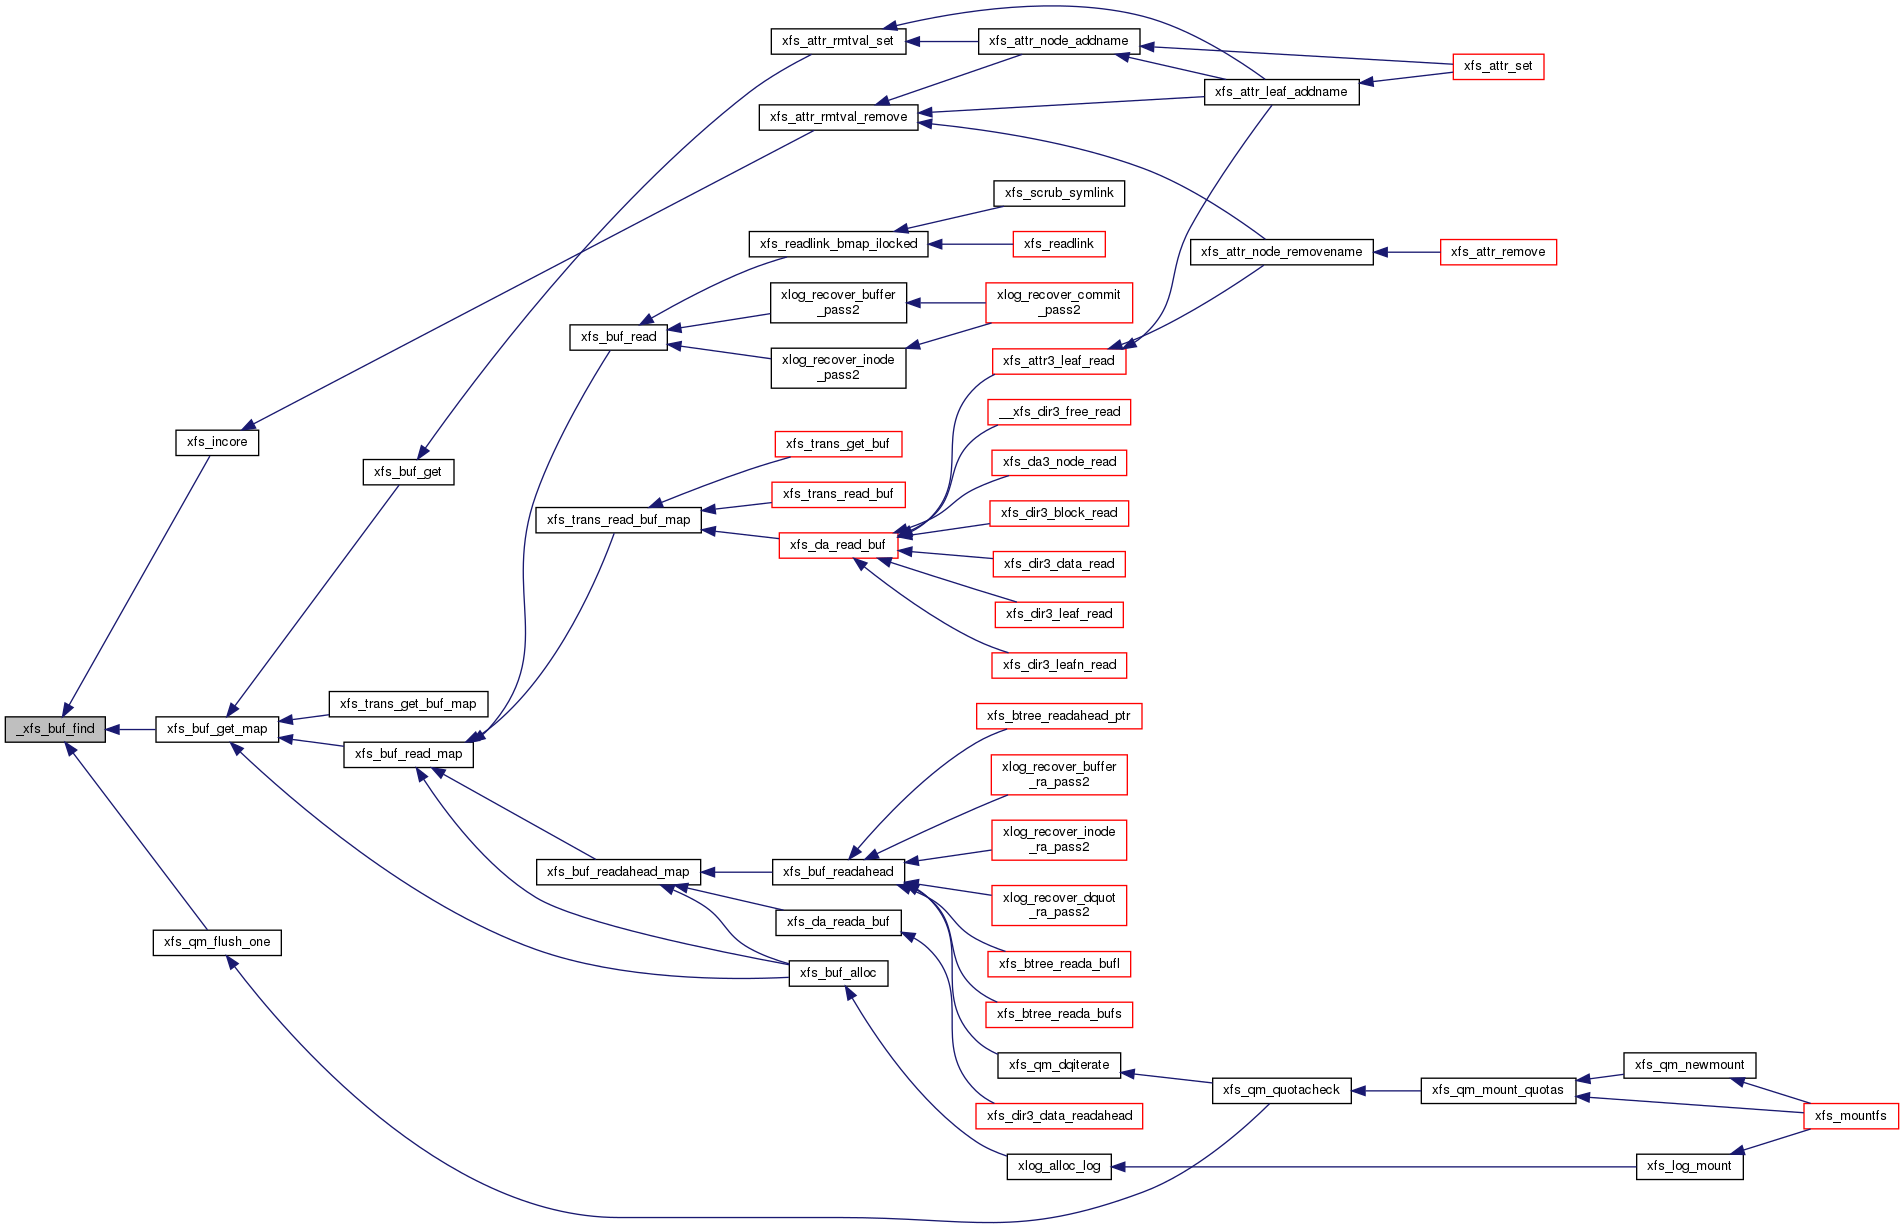 xfs_attr_rmtval_set
xfs_attr_node_addname
xfs_attr_set
xfs_attr_leaf_addname
xfs_attr_rmtval_remove
xfs_scrub_symlink
xfs_readlink_bmap_ilocked
xfs_readlink
xfs_attr_node_removename
xfs_attr_remove
xlog_recover_buffer
_pass2
xlog_recover_commit
_pass2
xfs_buf_read
xlog_recover_inode
_pass2
xfs_attr3_leaf_read
__xfs_dir3_free_read
xfs_incore
xfs_trans_get_buf
xfs_buf_get
xfs_da3_node_read
xfs_trans_read_buf
xfs_dir3_block_read
xfs_trans_read_buf_map
xfs_da_read_buf
xfs_dir3_data_read
xfs_dir3_leaf_read
xfs_dir3_leafn_read
xfs_trans_get_buf_map
xfs_btree_readahead_ptr
_xfs_buf_find
xfs_buf_get_map
xfs_buf_read_map
xlog_recover_buffer
_ra_pass2
xlog_recover_inode
_ra_pass2
xfs_buf_readahead_map
xfs_buf_readahead
xlog_recover_dquot
_ra_pass2
xfs_da_reada_buf
xfs_qm_flush_one
xfs_btree_reada_bufl
xfs_buf_alloc
xfs_btree_reada_bufs
xfs_qm_dqiterate
xfs_qm_newmount
xfs_qm_quotacheck
xfs_qm_mount_quotas
xfs_dir3_data_readahead
xfs_mountfs
xlog_alloc_log
xfs_log_mount